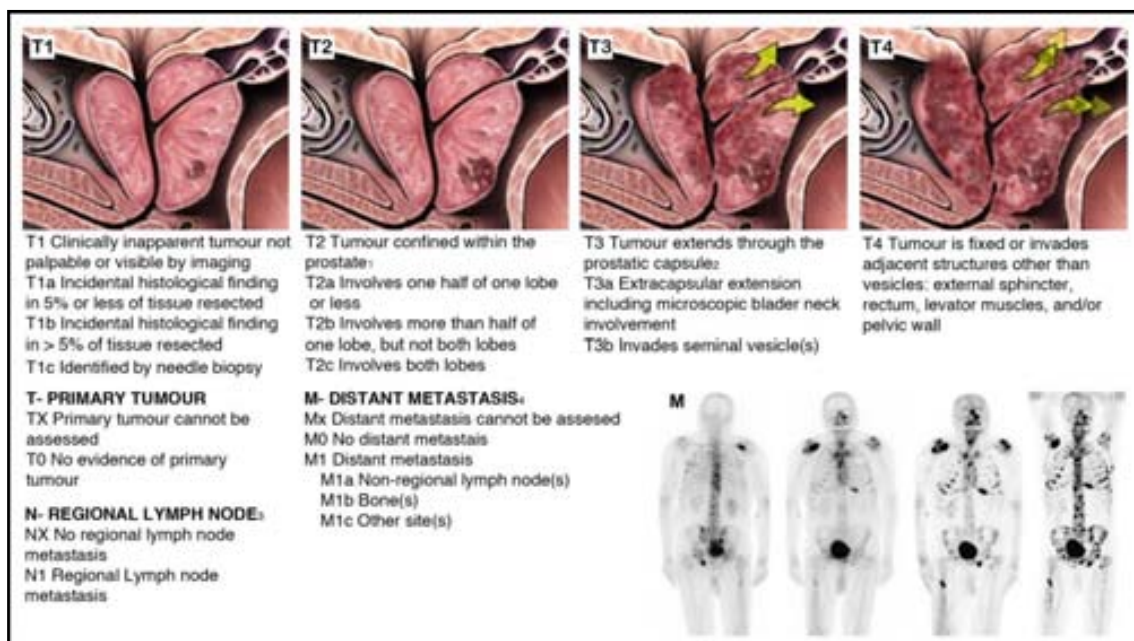 T1
T2
T3
T4
T1 Clinically inapparent tumour not
palpable or visible by imaging
T1a Incidental histological finding
in 5% or less of tissue resected
T1b Incidental histological finding
in > 5% of tissue resected
T1c Identified by needle biopsy
T2 Tumour confined within the
prostate1
T2a Involves one half of one lobe
or less
T2b Involves more than half of
one lobe, but not both lobes
T2c Involves both lobes
T3 Tumour extends through the
prostatic capsule2
T3a Extracapsular extension
including microscopic blader neck
involvement
T3b Invades seminal vesicle(s)
T4 Tumour is fixed or invades
adjacent structures other than
vesicles: external sphincter,
rectum, levator muscles, and/or
pelvic wall
T- PRIMARY TUMOUR
TX Primary tumour cannot be
assessed
T0 No evidence of primary
tumour
N- REGIONAL LYMPH NODE3
NX No regional lymph node
metastasis
N1 Regional Lymph node
metastasis
M- DISTANT METASTASIS4
Mx Distant metastasis cannot be assesed
M0 No distant metastais
M1 Distant metastasis
M1a Non-regional lymph node(s)
M1b Bone(s)
M1c Other site(s)
M